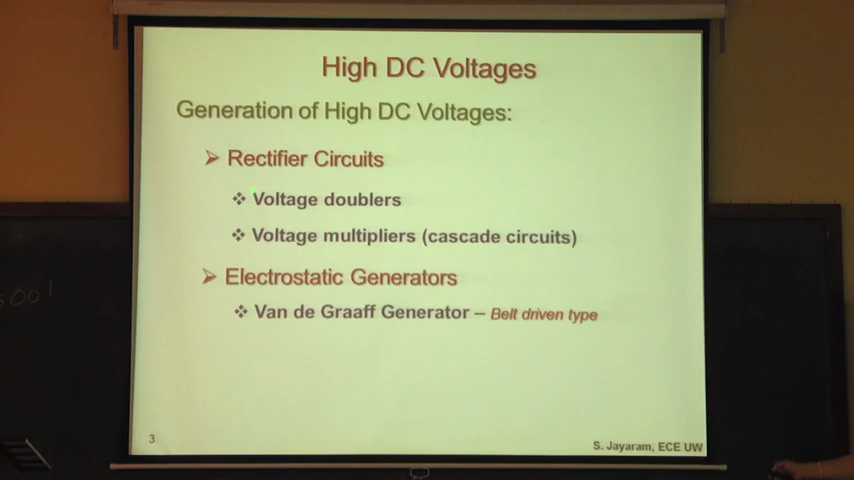 High DC Voltages
Generation of High DC Voltages:
➢ Rectifier Circuits
❖ Voltage doublers
❖ Voltage multipliers (cascade circuits)
➢ Electrostatic Generators
❖ Van de Graaff Generator – Belt driven type
3
S. Jayaram, ECE UW